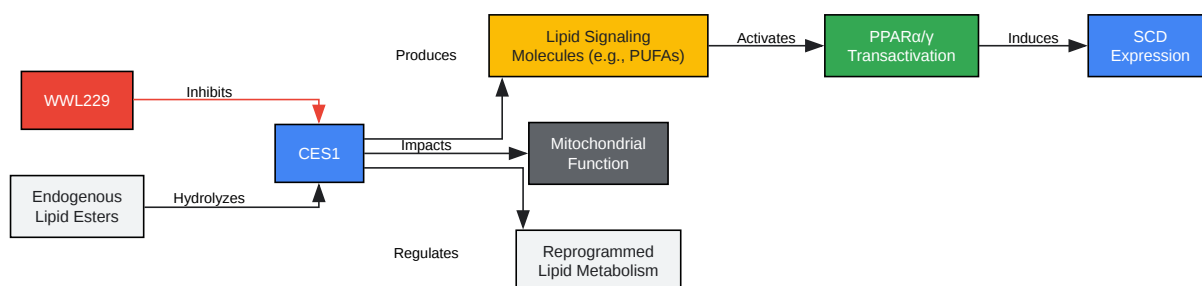 Lipid Signaling
Molecules (e.g., PUFAs)
Activates
PPARα/γ
Transactivation
Induces
SCD
Expression
Produces
WWL229
Inhibits
CES1
Impacts
Mitochondrial
Function
Endogenous
Lipid Esters
Hydrolyzes
Regulates
Reprogrammed
Lipid Metabolism